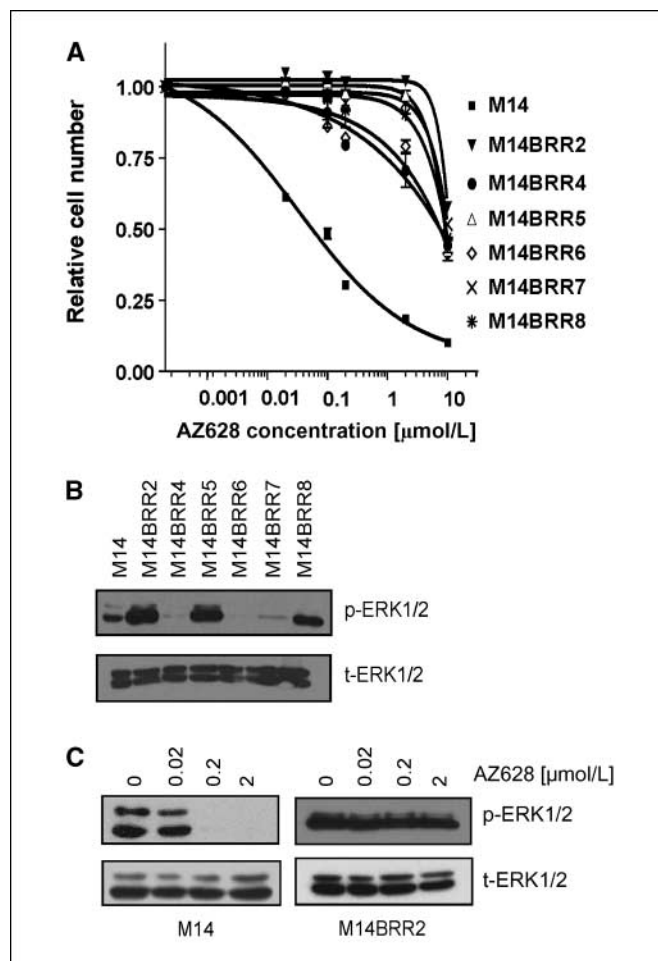 A
Relative cell number
1.00
0.75
0.50
0.25
0.00
0.001
0.01
0.1
1
10
AZ628 concentration [μmol/L]
M14
M14BRR2
M14BRR4
M14BRR5
M14BRR6
M14BRR7
M14BRR8
B
M14
M14BRR2
M14BRR4
M14BRR5
M14BRR6
M14BRR7
M14BRR8
p-ERK1/2
t-ERK1/2
C
0
0.02
0.2
2
0
0.02
0.2
2
AZ628 [μmol/L]
p-ERK1/2
t-ERK1/2
M14
M14BRR2